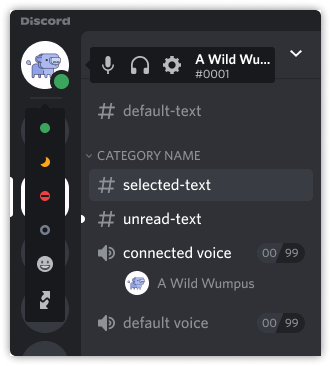 Discord
A Wild Wu...
#0001
default-text
CATEGORY NAME
selected-text
unread-text
connected voice 00 99
A Wild Wumpus
default voice 00 99